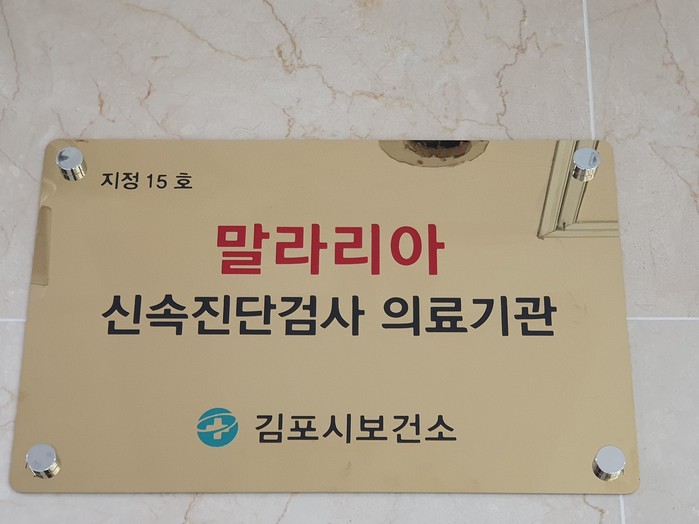 지정 15 호
말라리아
신속진단검사 의료기관
김포시보건소